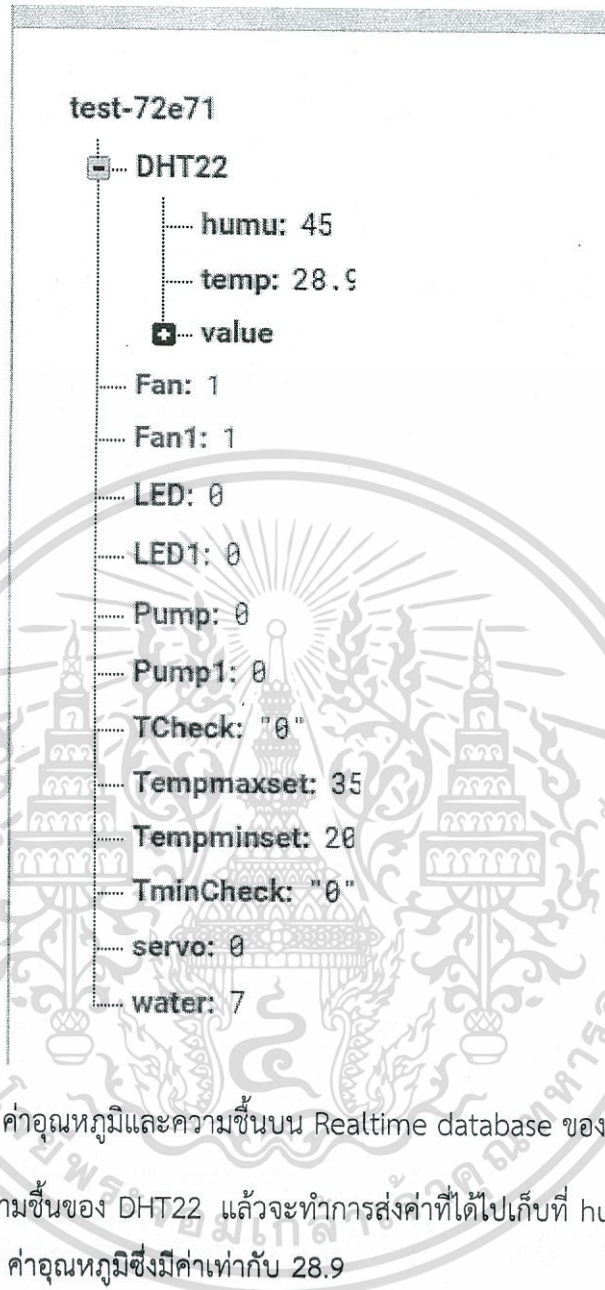 test-72e71
DHT22
humu: 45
temp: 28.9
value
Fan: 1
Fan1: 1
LED: 0
LED1: 0
Pump: 0
Pump1: 0
TCheck: "0"
Tempmaxset: 35
Tempminset: 20
TminCheck: "0"
servo: 0
water: 7
ค่าอุณหภูมิและความชื้นบน Realtime database ของ
ามชื้นของ DHT22 แล้วจะทำการส่งค่าที่ได้ไปเก็บที่ hu
ค่าอุณหภูมิซึ่งมีค่าเท่ากับ 28.9